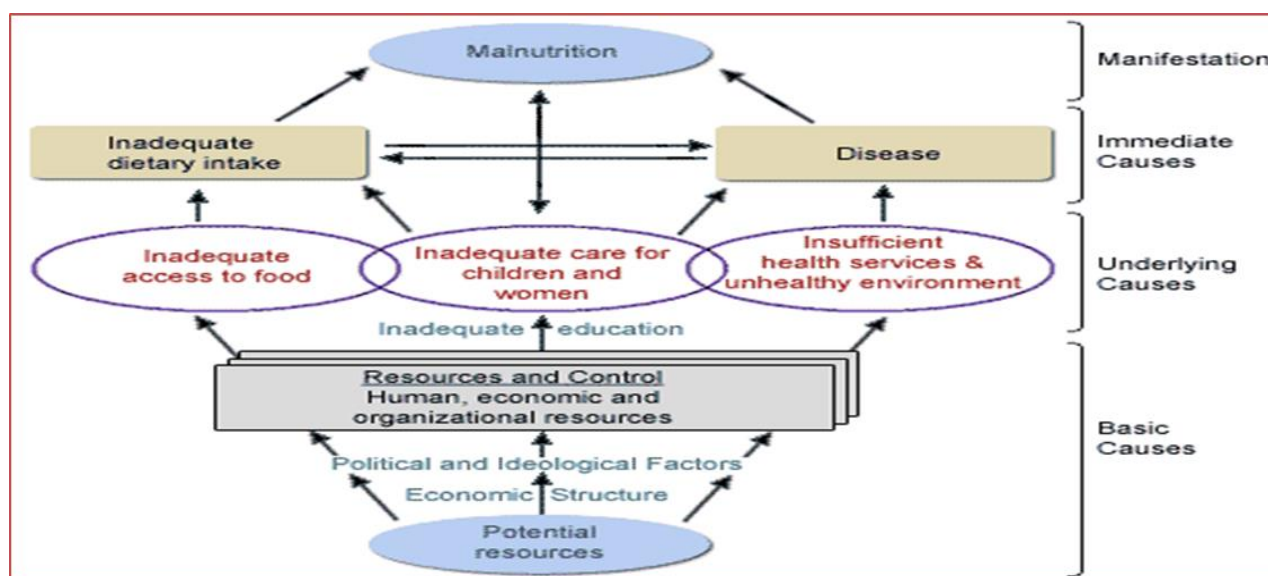 Malnutrition
Manifestation
Inadequate
dietary intake
Disease
Immediate
Causes
Inadequate
access to food
Inadequate care for
children and
women
Insufficient
health services &
unhealthy environment
Underlying
Causes
Inadequate education
Resources and Control
Human, economic and
organizational resources
Political and Ideological Factors
Economic Structure
Basic
Causes
Potential
resources